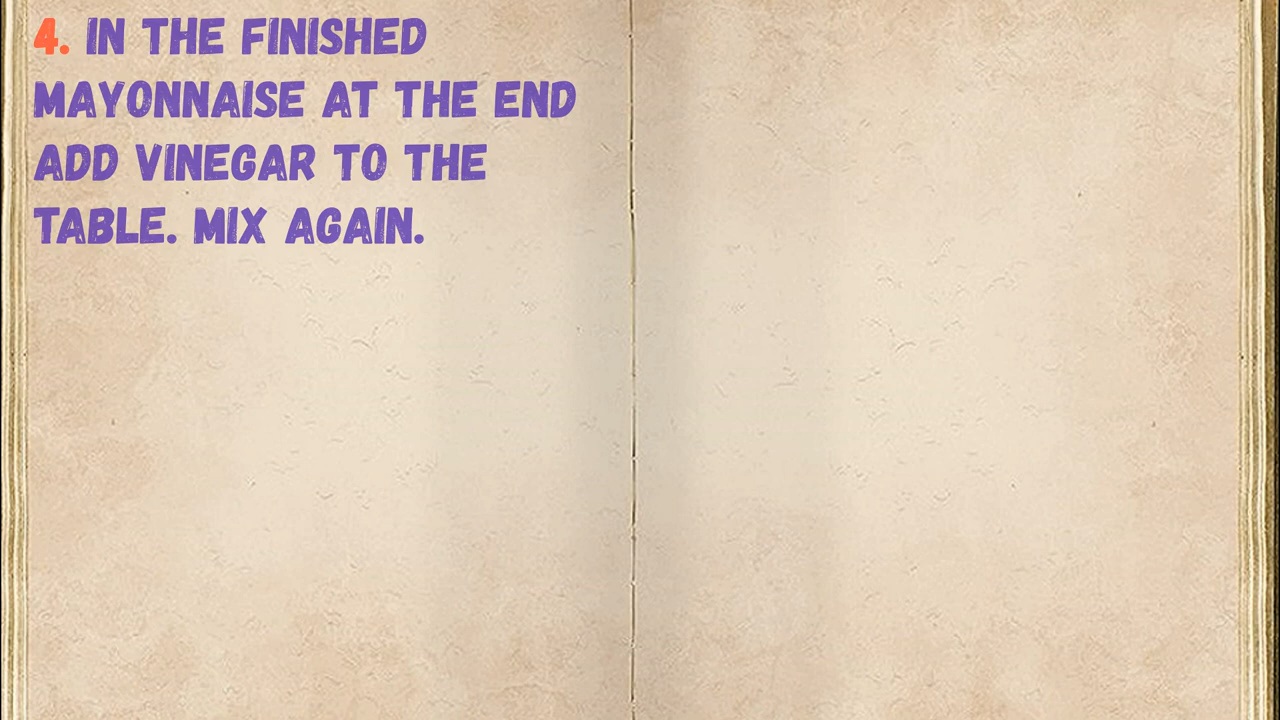 4. IN THE FINISHED
MAYONNAISE AT THE END
ADD VINEGAR TO THE
TABLE. MIX AGAIN.